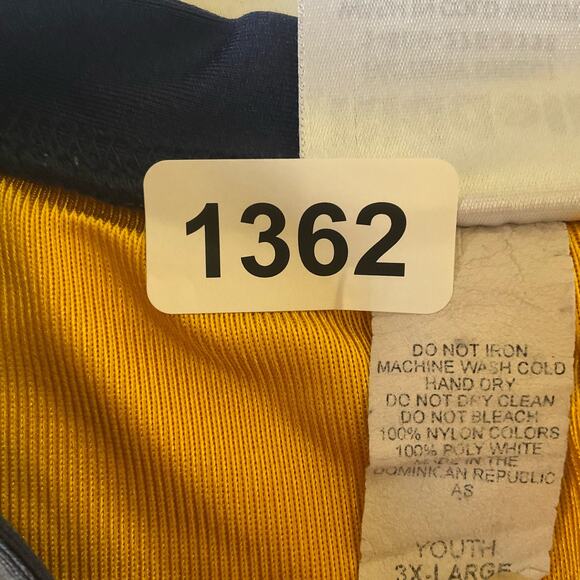 1362
DO NOT IRON
MACHINE WASH COLD
HAND DRY
DO NOT DRY CLEAN
DO NOT BLEACH
100% NYLON COLORS
100% POLY WHITE
MADE IN THE
DOMINICAN REPUBLIC
AS
YOUTH
3X-LARGE